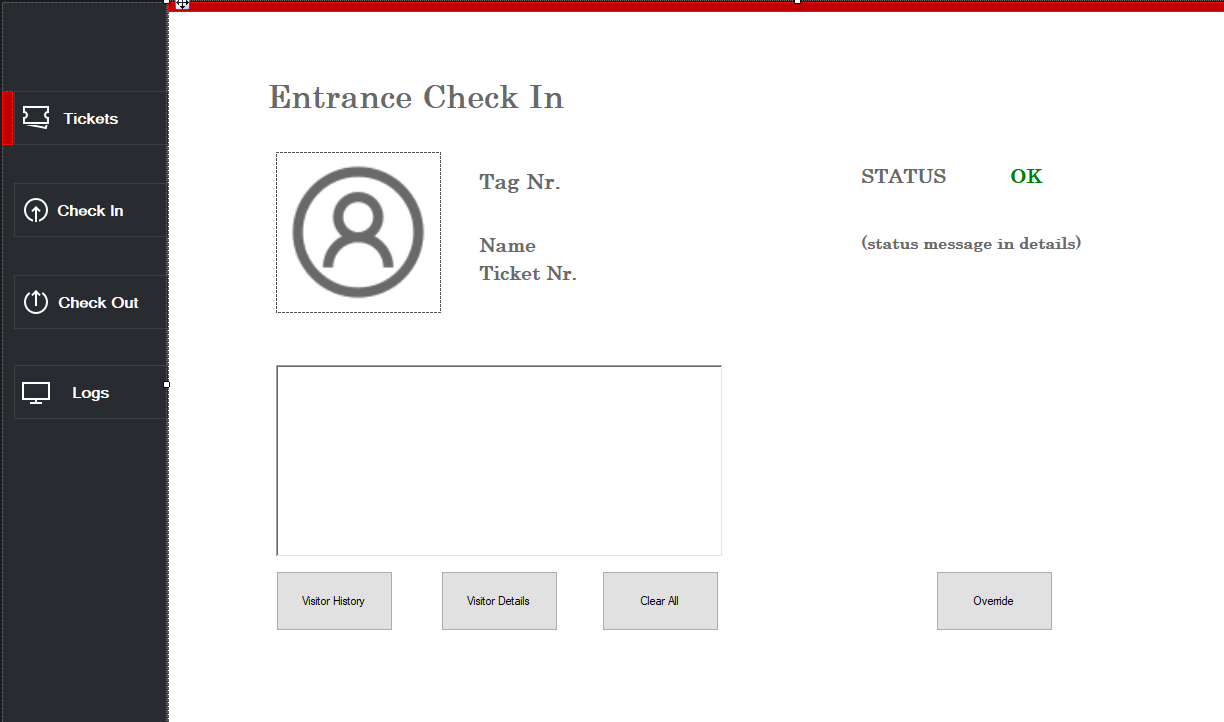 Tickets
Check In
Check Out
Logs
Entrance Check In
Tag Nr.
Name
Ticket Nr.
STATUS OK
(status message in details)
Visitor History
Visitor Details
Clear All
Override